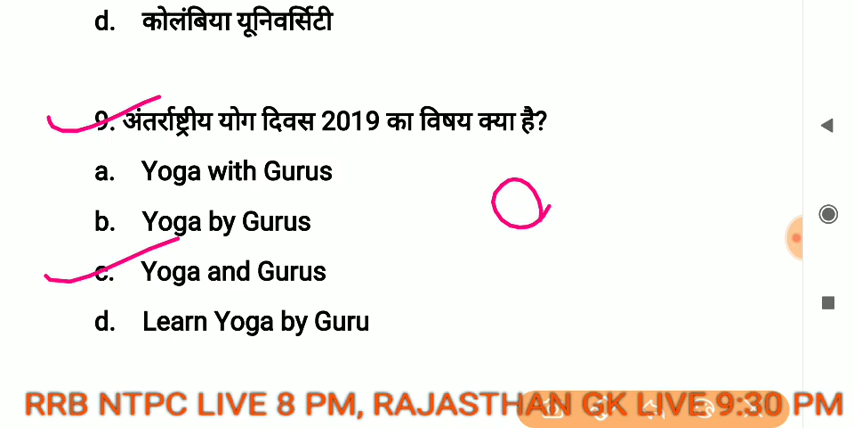 d. कोलंबिया यूनिवर्सिटी
9. अंतर्राष्ट्रीय योग दिवस 2019 का विषय क्या है?
a. Yoga with Gurus
b. Yoga by Gurus
c. Yoga and Gurus
d. Learn Yoga by Guru
RRB NTPC LIVE 8 PM, RAJASTHAN GK LIVE 9:30 PM